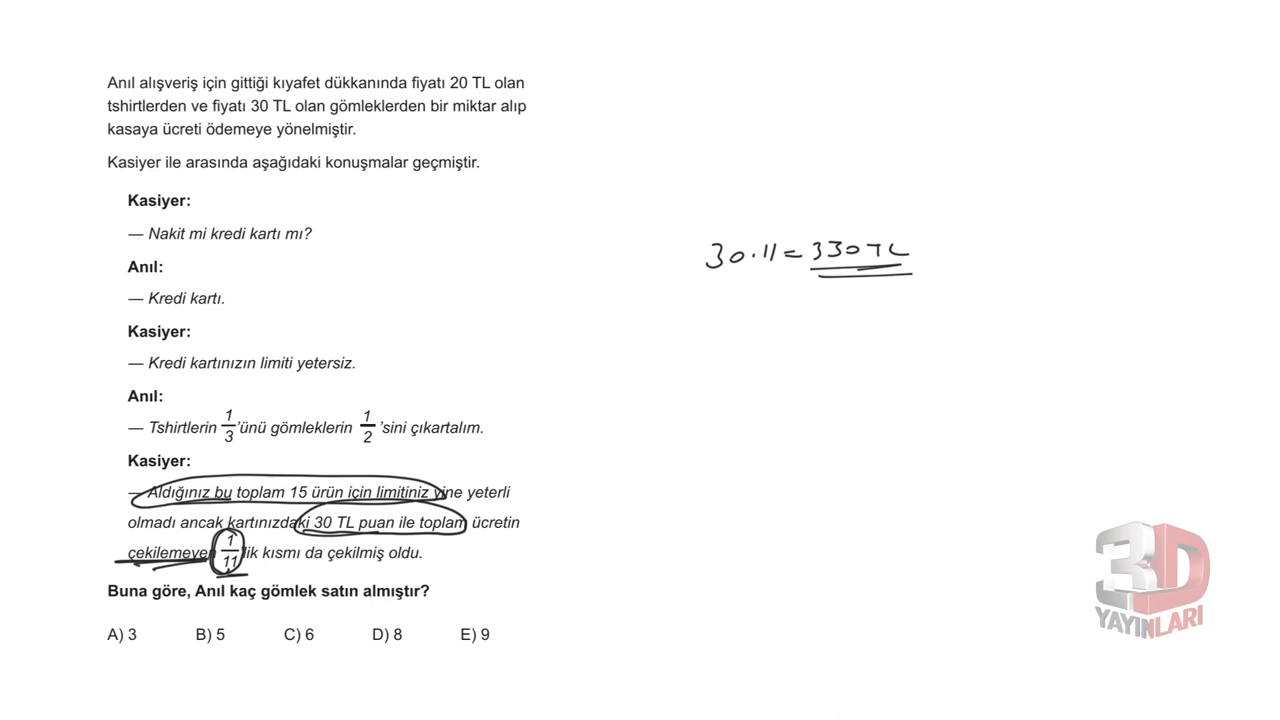 Anıl alışveriş için gittiği kıyafet dükkanında fiyatı 20 TL olan
tshirtlerden ve fiyatı 30 TL olan gömleklerden bir miktar alıp
kasaya ücreti ödemeye yönelmiştir.
Kasiyer ile arasında aşağıdaki konuşmalar geçmiştir.
Kasiyer:
— Nakit mi kredi kartı mı?
Anıl:
— Kredi kartı.
Kasiyer:
— Kredi kartınızın limiti yetersiz.
Anıl:
— Tshirtlerin 1/3 'ünü gömleklerin 1/2 'sini çıkartalım.
Kasiyer:
— Aldığınız bu toplam 15 ürün için limitiniz yine yeterli
olmadı ancak kartınızdaki 30 TL puan ile toplam ücretin
çekilemeyen 1/11 'lik kısmı da çekilmiş oldu.
Buna göre, Anıl kaç gömlek satın almıştır?
A) 3 B) 5 C) 6 D) 8 E) 9
30.11=330TL
3D
YAYINLARI